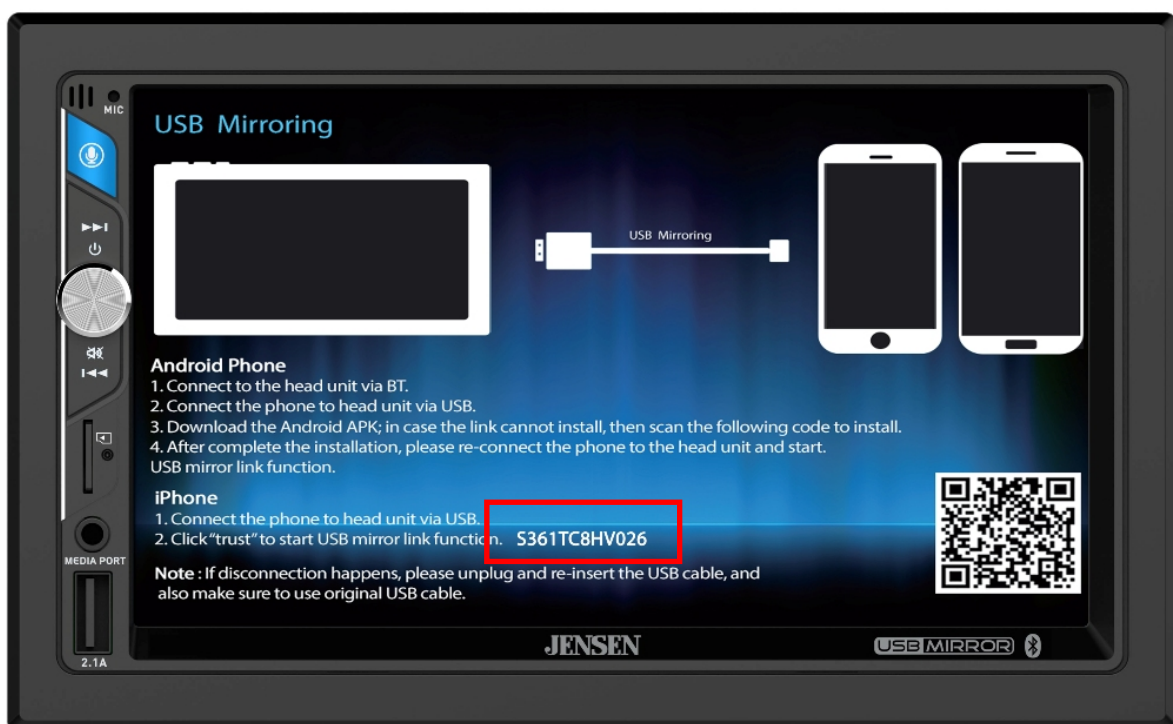 MIC
USB Mirroring
USB Mirroring
Android Phone
1. Connect to the head unit via BT.
2. Connect the phone to head unit via USB.
3. Download the Android APK; in case the link cannot install, then scan the following code to install.
4. After complete the installation, please re-connect the phone to the head unit and start.
USB mirror link function.
iPhone
1. Connect the phone to head unit via USB.
2. Click “trust” to start USB mirror link function. S361TC8HV026
MEDIA PORT
Note : If disconnection happens, please unplug and re-insert the USB cable, and
also make sure to use original USB cable.
2.1A
JENSEN
USB MIRROR